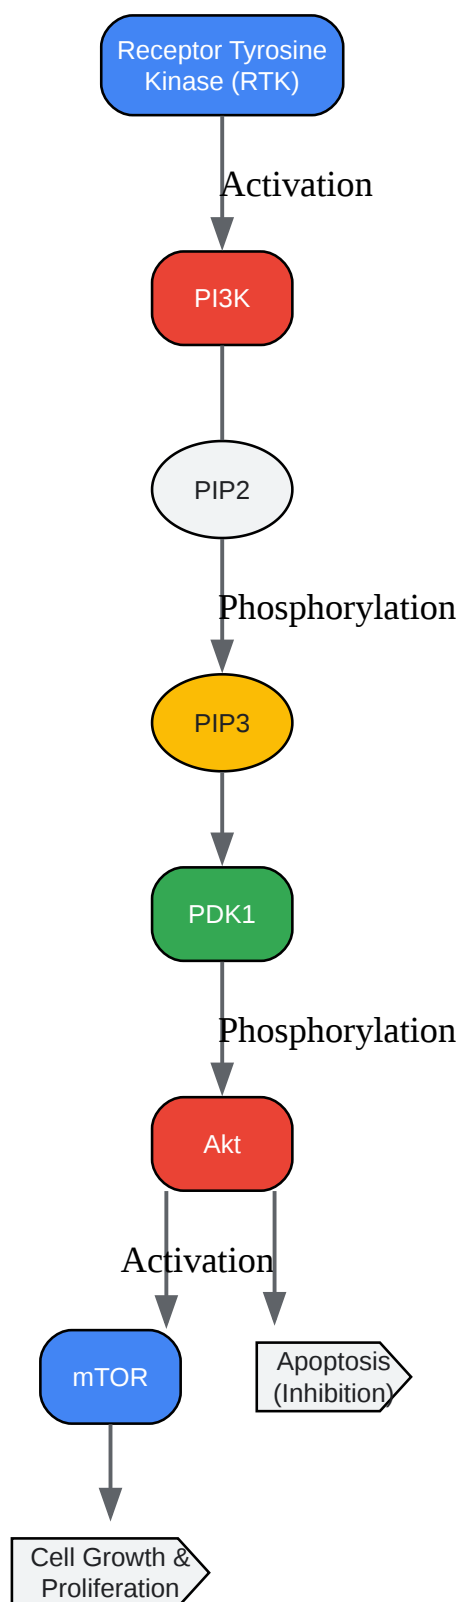 Receptor Tyrosine
Kinase (RTK)
Activation
PI3K
PIP2
Phosphorylation
PIP3
PDK1
Phosphorylation
Akt
Activation
mTOR
Apoptosis
(Inhibition)
Cell Growth &
Proliferation